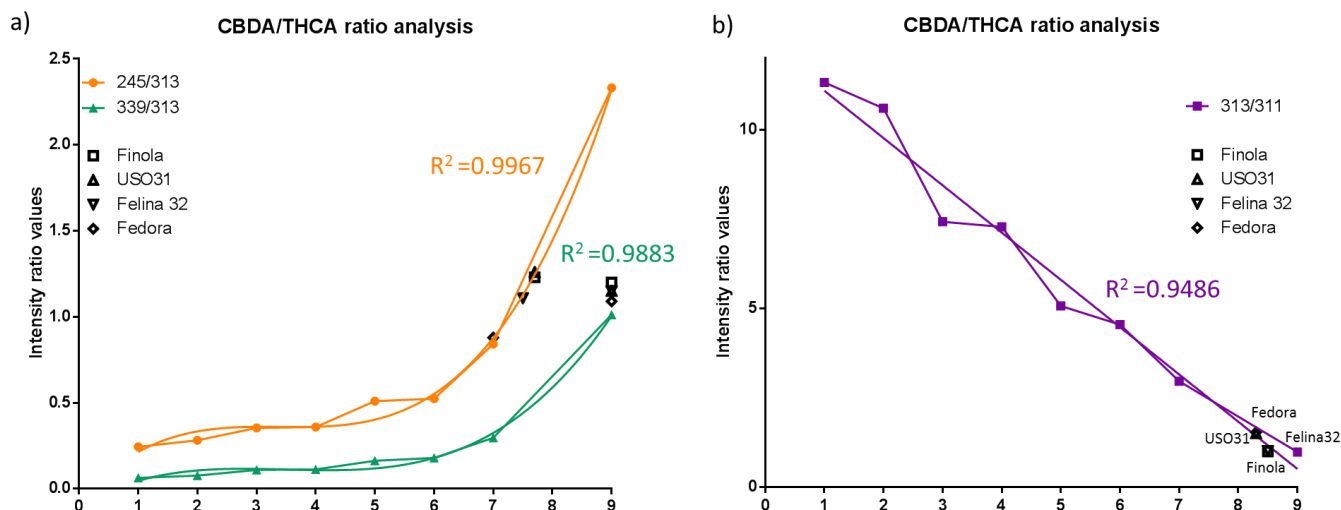 a)
CBDA/THCA ratio analysis
Intensity ratio values
2.5
2.0
1.5
1.0
0.5
0.0
245/313
339/313
Finola
USO31
Felina 32
Fedora
R² =0.9967
R² =0.9883
0 1 2 3 4 5 6 7 8 9
b)
CBDA/THCA ratio analysis
Intensity ratio values
10
5
0
313/311
Finola
USO31
Felina 32
Fedora
R² =0.9486
Fedora
USO31 Felina32
Finola
0 1 2 3 4 5 6 7 8 9